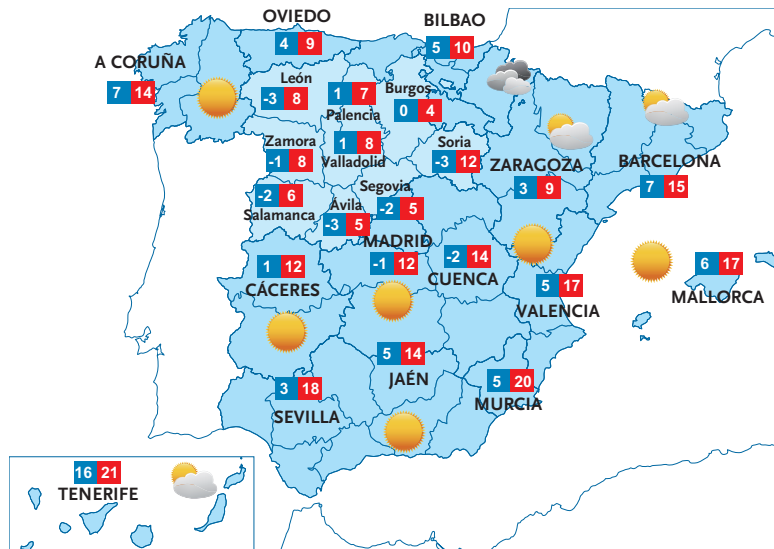 OVIEDO
4 9
BILBAO
5 10
A CORUÑA
7 14
León
-3 8
1 7
Palencia
Burgos
0 4
Zamora
-1 8
1 8
Valladolid
Soria
-3 12
ZARAGOZA
3 9
BARCELONA
7 15
-2 6
Salamanca
Ávila
-3 5
Segovia
-2 5
MADRID
-1 12
-2 14
CUENCA
1 12
CÁCERES
5 17
VALENCIA
6 17
MALLORCA
5 14
JAÉN
3 18
SEVILLA
5 20
MURCIA
16 21
TENERIFE